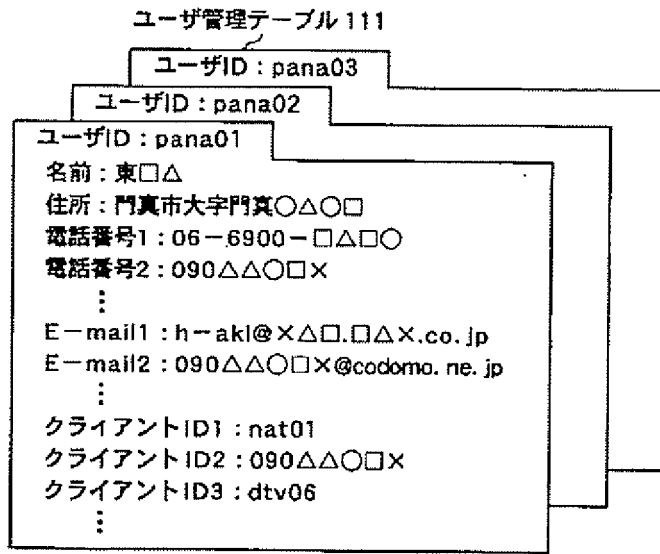 ユーザ管理テーブル 111
ユーザID：pana03
ユーザID：pana02
ユーザID：pana01
名前：東□△
住所：門真市大字門真○△○□
電話番号1：06－6900－□△□○
電話番号2：090△△○□×
⋮
E－mail1：h－aki@×△□.□△×.co.jp
E－mail2：090△△○□×@codomo.ne.jp
⋮
クライアントID1：nat01
クライアントID2：090△△○□×
クライアントID3：dtv06
⋮